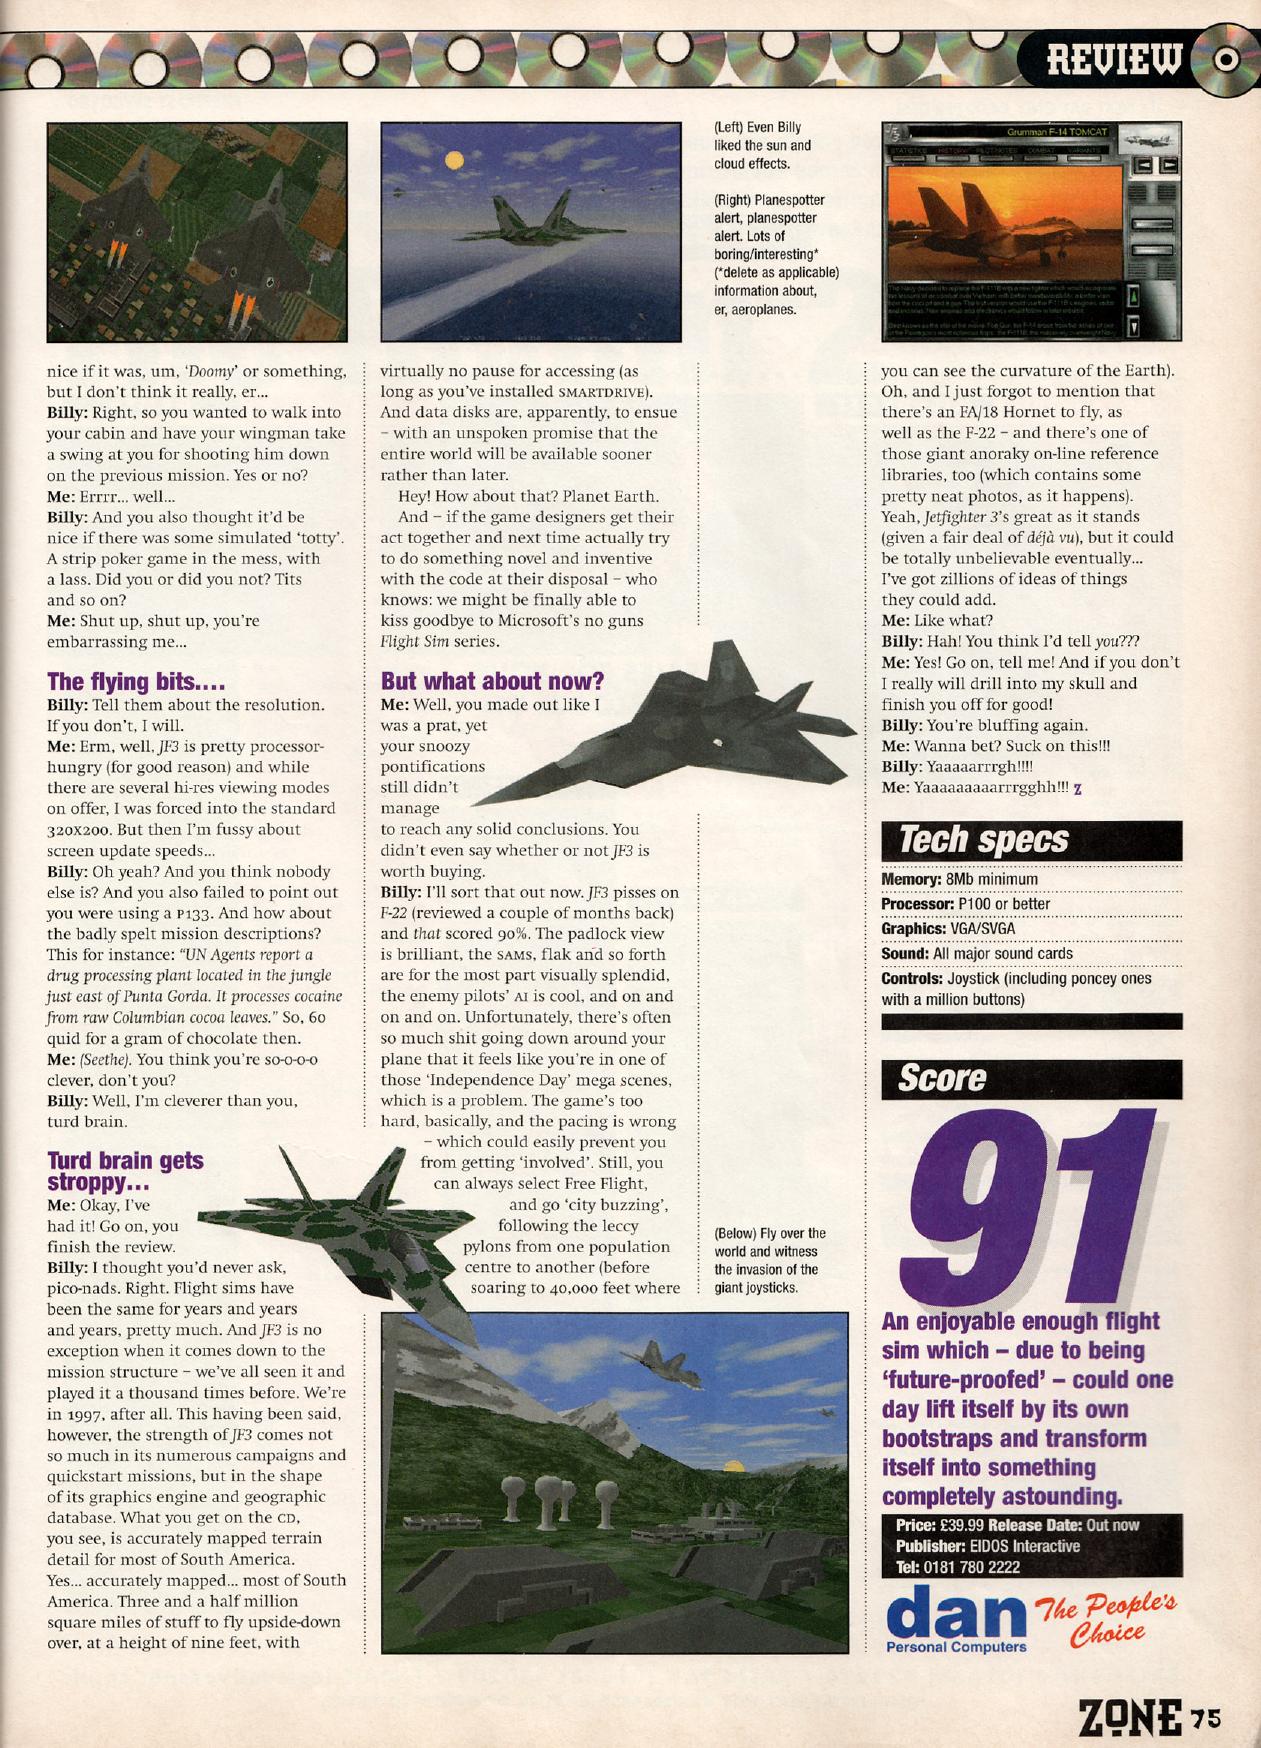 REVIEW
(Left) Even Billy
liked the sun and
cloud effects.
(Right) Planespotter
alert, planespotter
alert. Lots of
boring/interesting*
(*delete as applicable)
information about,
er, aeroplanes.
Grumman F-14 TOMCAT
STATISTICS HISTORY PILOT NOTES COMBAT VARIANTS
nice if it was, um, ‘Doomy’ or something,
but I don’t think it really, er...
Billy: Right, so you wanted to walk into
your cabin and have your wingman take
a swing at you for shooting him down
on the previous mission. Yes or no?
Me: Errrr... well...
Billy: And you also thought it’d be
nice if there was some simulated ‘totty’.
A strip poker game in the mess, with
a lass. Did you or did you not? Tits
and so on?
Me: Shut up, shut up, you’re
embarrassing me...
The flying bits....
Billy: Tell them about the resolution.
If you don’t, I will.
Me: Erm, well, JF3 is pretty processor-
hungry (for good reason) and while
there are several hi-res viewing modes
on offer, I was forced into the standard
320X200. But then I’m fussy about
screen update speeds...
Billy: Oh yeah? And you think nobody
else is? And you also failed to point out
you were using a P133. And how about
the badly spelt mission descriptions?
This for instance: “UN Agents report a
drug processing plant located in the jungle
just east of Punta Gorda. It processes cocaine
from raw Columbian cocoa leaves.” So, 60
quid for a gram of chocolate then.
Me: (Seethe). You think you’re so-o-o-o
clever, don’t you?
Billy: Well, I’m cleverer than you,
turd brain.
Turd brain gets
stroppy...
Me: Okay, I’ve
had it! Go on, you
finish the review.
Billy: I thought you’d never ask,
pico-nads. Right. Flight sims have
been the same for years and years
and years, pretty much. And JF3 is no
exception when it comes down to the
mission structure – we’ve all seen it and
played it a thousand times before. We’re
in 1997, after all. This having been said,
however, the strength of JF3 comes not
so much in its numerous campaigns and
quickstart missions, but in the shape
of its graphics engine and geographic
database. What you get on the CD,
you see, is accurately mapped terrain
detail for most of South America.
Yes... accurately mapped... most of South
America. Three and a half million
square miles of stuff to fly upside-down
over, at a height of nine feet, with
virtually no pause for accessing (as
long as you’ve installed SMARTDRIVE).
And data disks are, apparently, to ensue
– with an unspoken promise that the
entire world will be available sooner
rather than later.
Hey! How about that? Planet Earth.
And – if the game designers get their
act together and next time actually try
to do something novel and inventive
with the code at their disposal – who
knows: we might be finally able to
kiss goodbye to Microsoft’s no guns
Flight Sim series.
But what about now?
Me: Well, you made out like I
was a prat, yet
your snoozy
pontifications
still didn’t
manage
to reach any solid conclusions. You
didn’t even say whether or not JF3 is
worth buying.
Billy: I’ll sort that out now. JF3 pisses on
F-22 (reviewed a couple of months back)
and that scored 90%. The padlock view
is brilliant, the SAMS, flak and so forth
are for the most part visually splendid,
the enemy pilots’ AI is cool, and on and
on and on. Unfortunately, there’s often
so much shit going down around your
plane that it feels like you’re in one of
those ‘Independence Day’ mega scenes,
which is a problem. The game’s too
hard, basically, and the pacing is wrong
– which could easily prevent you
from getting ‘involved’. Still, you
can always select Free Flight,
and go ‘city buzzing’,
following the leccy
pylons from one population
centre to another (before
soaring to 40,000 feet where
(Below) Fly over the
world and witness
the invasion of the
giant joysticks.
you can see the curvature of the Earth).
Oh, and I just forgot to mention that
there’s an FA/18 Hornet to fly, as
well as the F-22 – and there’s one of
those giant anoraky on-line reference
libraries, too (which contains some
pretty neat photos, as it happens).
Yeah, Jetfighter 3’s great as it stands
(given a fair deal of déjà vu), but it could
be totally unbelievable eventually...
I’ve got zillions of ideas of things
they could add.
Me: Like what?
Billy: Hah! You think I’d tell you???
Me: Yes! Go on, tell me! And if you don’t
I really will drill into my skull and
finish you off for good!
Billy: You’re bluffing again.
Me: Wanna bet? Suck on this!!!
Billy: Yaaaaarrrgh!!!!
Me: Yaaaaaaaaarrrgghh!!! Z
Tech specs
Memory: 8Mb minimum
Processor: P100 or better
Graphics: VGA/SVGA
Sound: All major sound cards
Controls: Joystick (including poncey ones
with a million buttons)
Score
91
An enjoyable enough flight
sim which – due to being
‘future-proofed’ – could one
day lift itself by its own
bootstraps and transform
itself into something
completely astounding.
Price: £39.99 Release Date: Out now
Publisher: EIDOS Interactive
Tel: 0181 780 2222
dan The People’s
Personal Computers Choice
ZONE 75